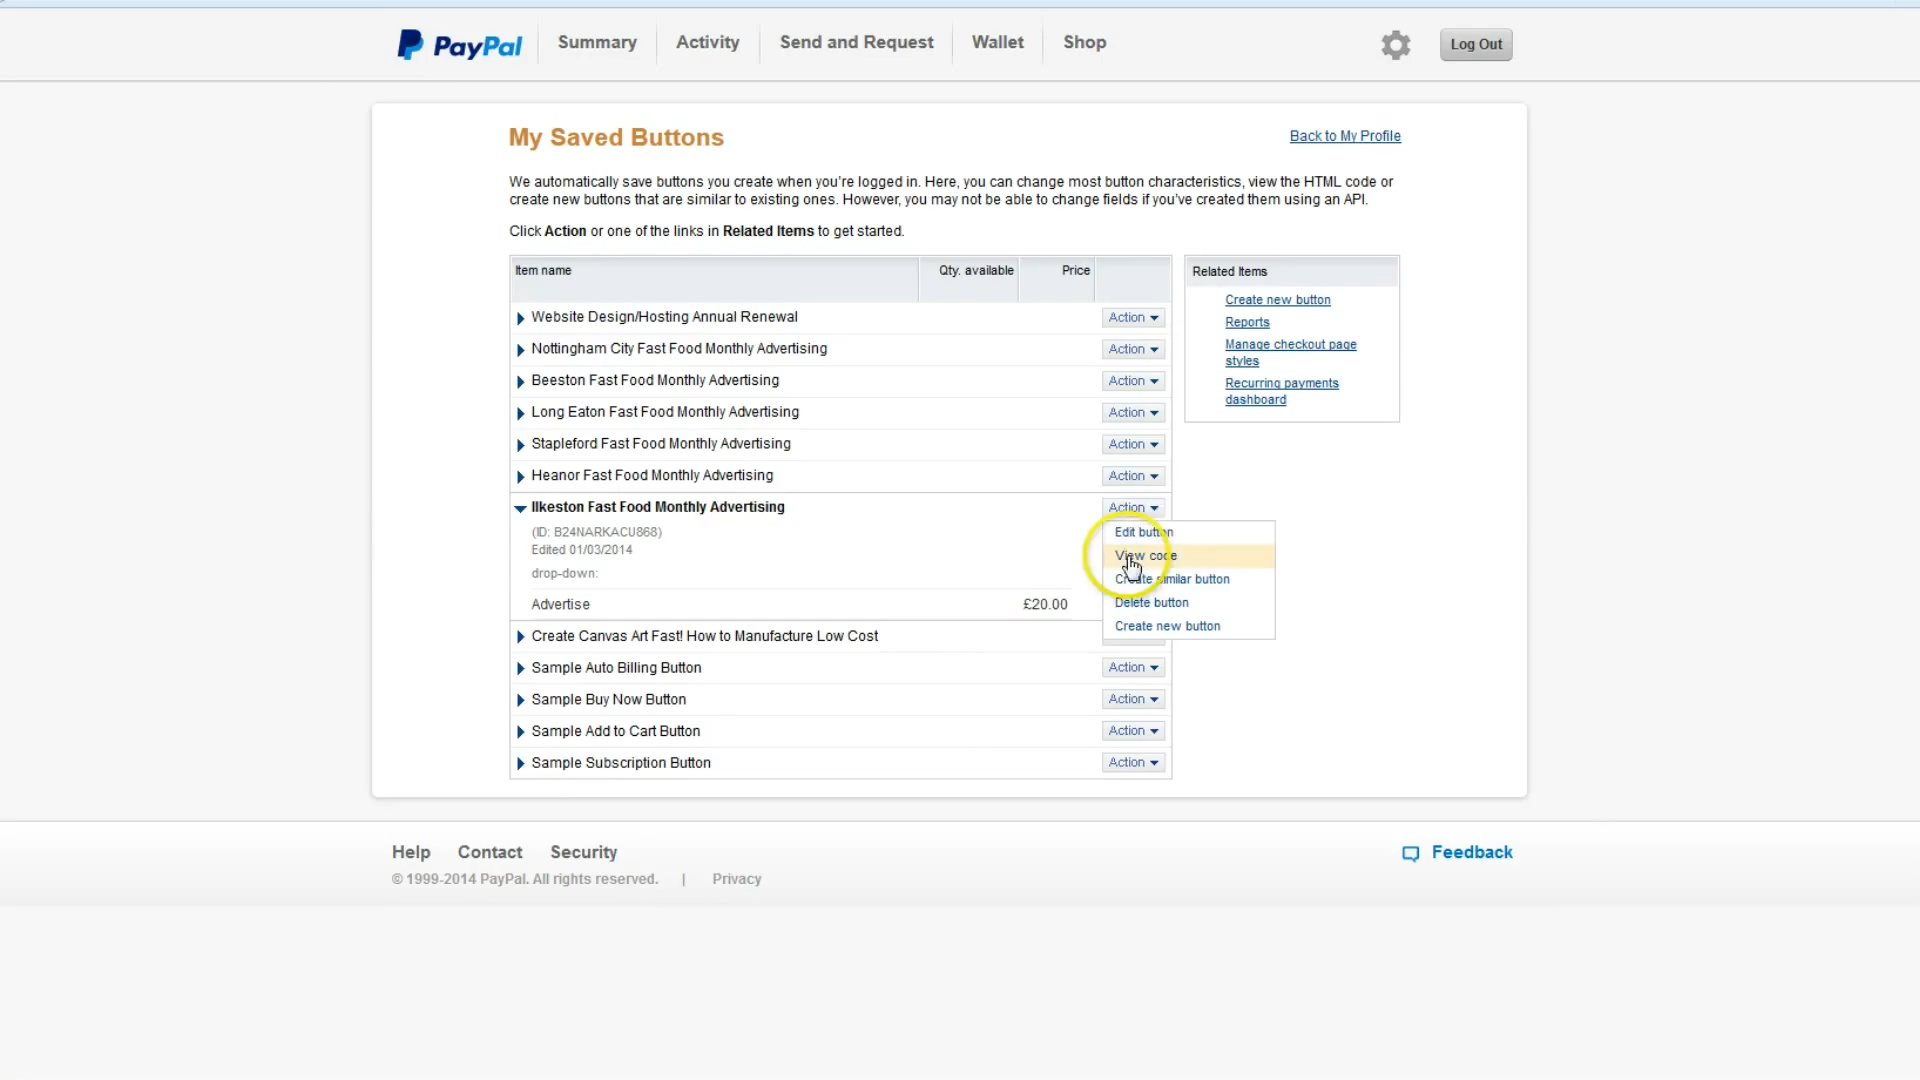 PayPal
Summary
Activity
Send and Request
Wallet
Shop
Log Out
My Saved Buttons
Back to My Profile
We automatically save buttons you create when you're logged in. Here, you can change most button characteristics, view the HTML code or
create new buttons that are similar to existing ones. However, you may not be able to change fields if you've created them using an API.
Click Action or one of the links in Related Items to get started.
Item name
Qty. available
Price
Website Design/Hosting Annual Renewal
Action
Nottingham City Fast Food Monthly Advertising
Action
Beeston Fast Food Monthly Advertising
Action
Long Eaton Fast Food Monthly Advertising
Action
Stapleford Fast Food Monthly Advertising
Action
Heanor Fast Food Monthly Advertising
Action
Ilkeston Fast Food Monthly Advertising
Action
(ID: B24NARKACU868)
Edited 01/03/2014
drop-down:
Advertise
£20.00
Edit button
View code
Create similar button
Delete button
Create new button
Create Canvas Art Fast! How to Manufacture Low Cost
Sample Auto Billing Button
Action
Sample Buy Now Button
Action
Sample Add to Cart Button
Action
Sample Subscription Button
Action
Related Items
Create new button
Reports
Manage checkout page
styles
Recurring payments
dashboard
Help
Contact
Security
Feedback
© 1999-2014 PayPal. All rights reserved.
|
Privacy